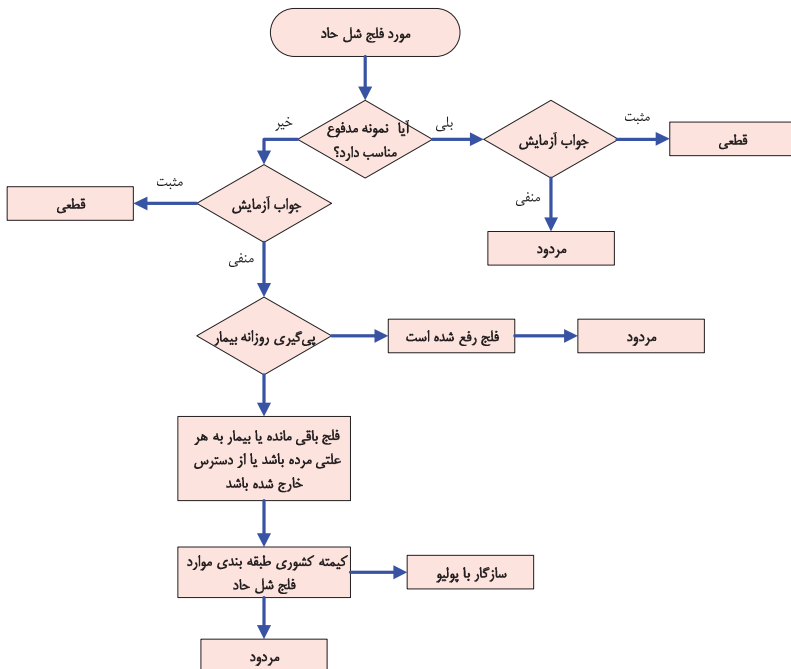 مورد فلج شل حاد
آیا نمونه مدفوع
مناسب دارد؟
بلی
خیر
جواب آزمایش
مثبت
قطعی
منفی
مردود
جواب آزمایش
مثبت
قطعی
منفی
پی‌گیری روزانه بیمار
فلج رفع شده است
مردود
فلج باقی مانده یا بیمار به هر
علتی مرده باشد یا از دسترس
خارج شده باشد
کیمته کشوری طبقه بندی موارد
فلج شل حاد
سازگار با پولیو
مردود